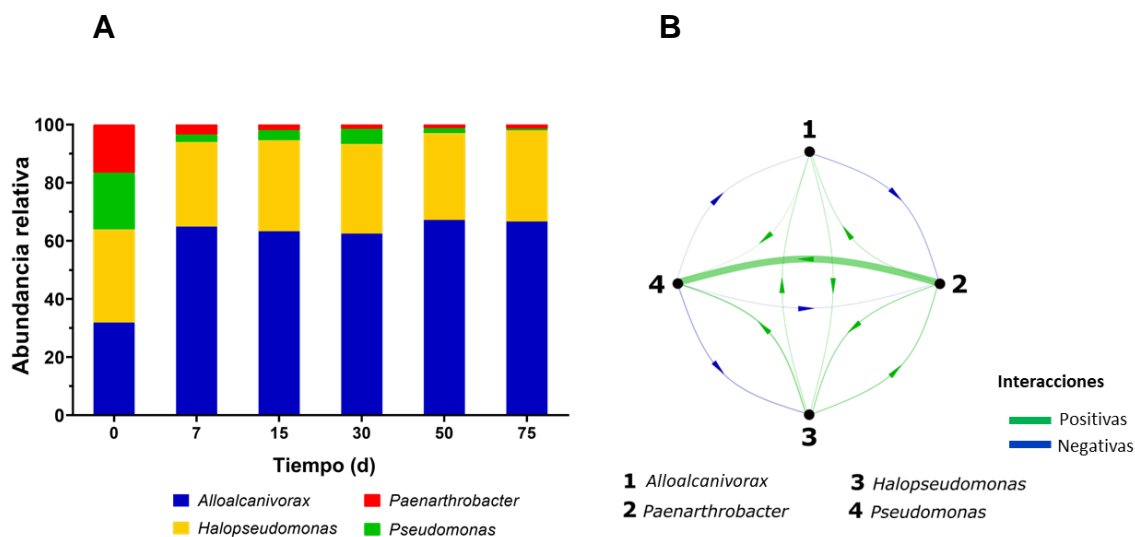 A
Abundancia relativa
100
80
60
40
20
0
0 7 15 30 50 75
Tiempo (d)
Alloalcanivorax Paenarthrobacter
Halopseudomonas Pseudomonas
B
1
4 2
3
Interacciones
Positivas
Negativas
1 Alloalcanivorax 3 Halopseudomonas
2 Paenarthrobacter 4 Pseudomonas